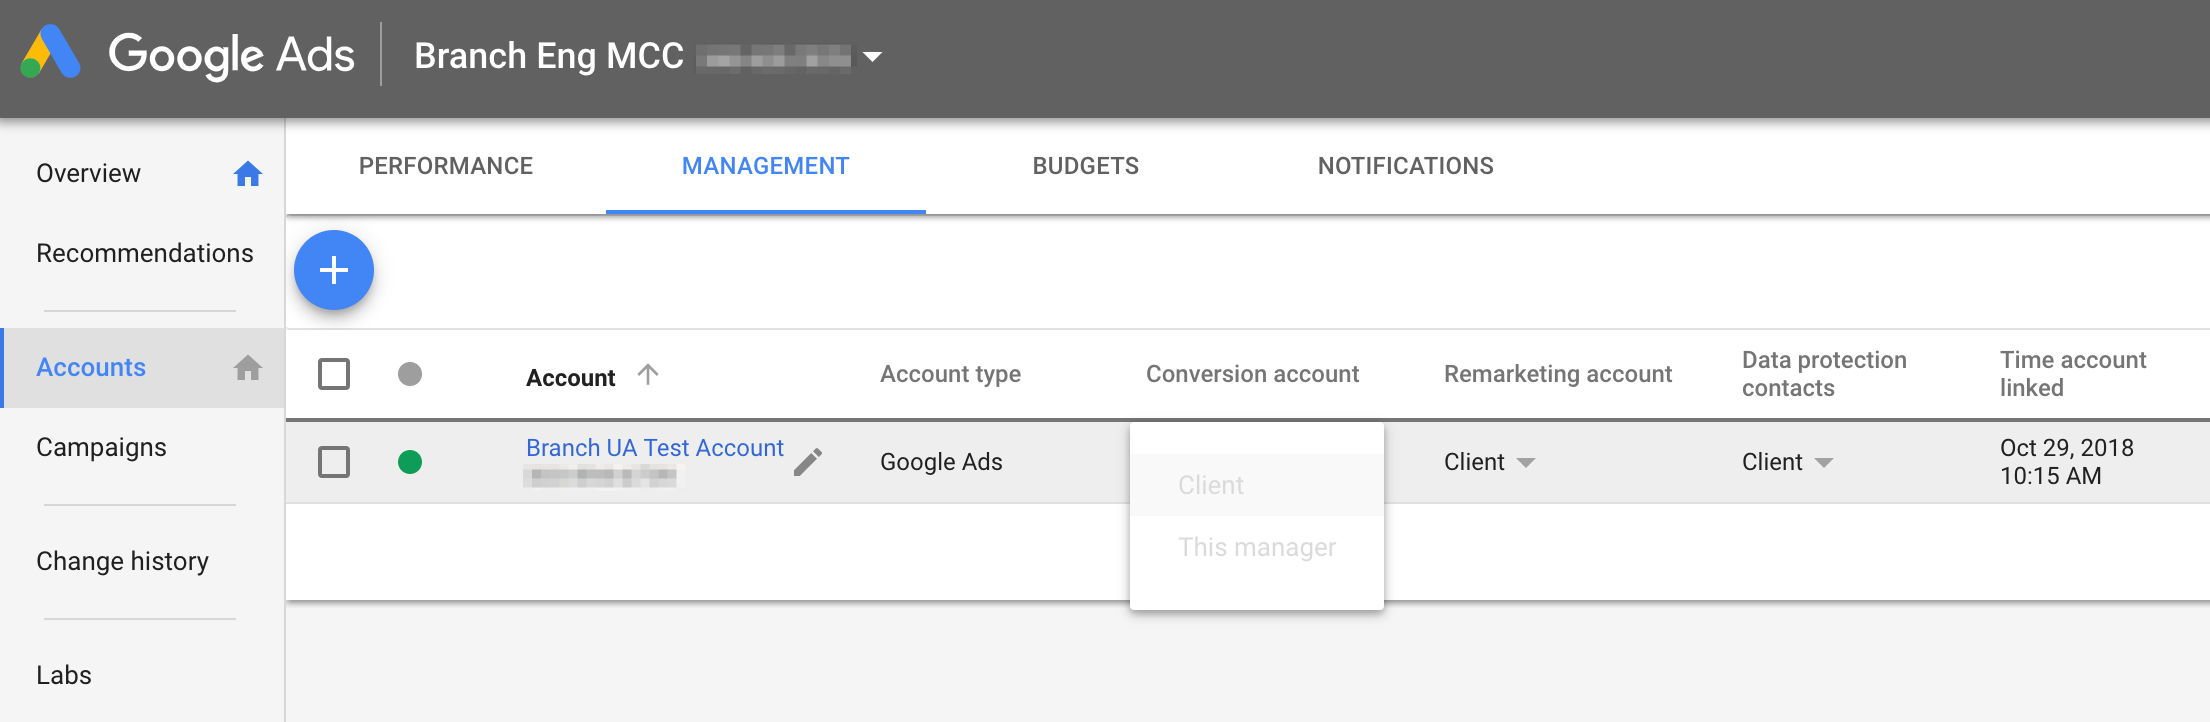 Google Ads
Branch Eng MCC
Overview
Recommendations
Accounts
Campaigns
Change history
Labs
PERFORMANCE
MANAGEMENT
BUDGETS
NOTIFICATIONS
Account
Account type
Conversion account
Remarketing account
Data protection
contacts
Time account
linked
Branch UA Test Account
Google Ads
Client
This manager
Client
Client
Oct 29, 2018
10:15 AM